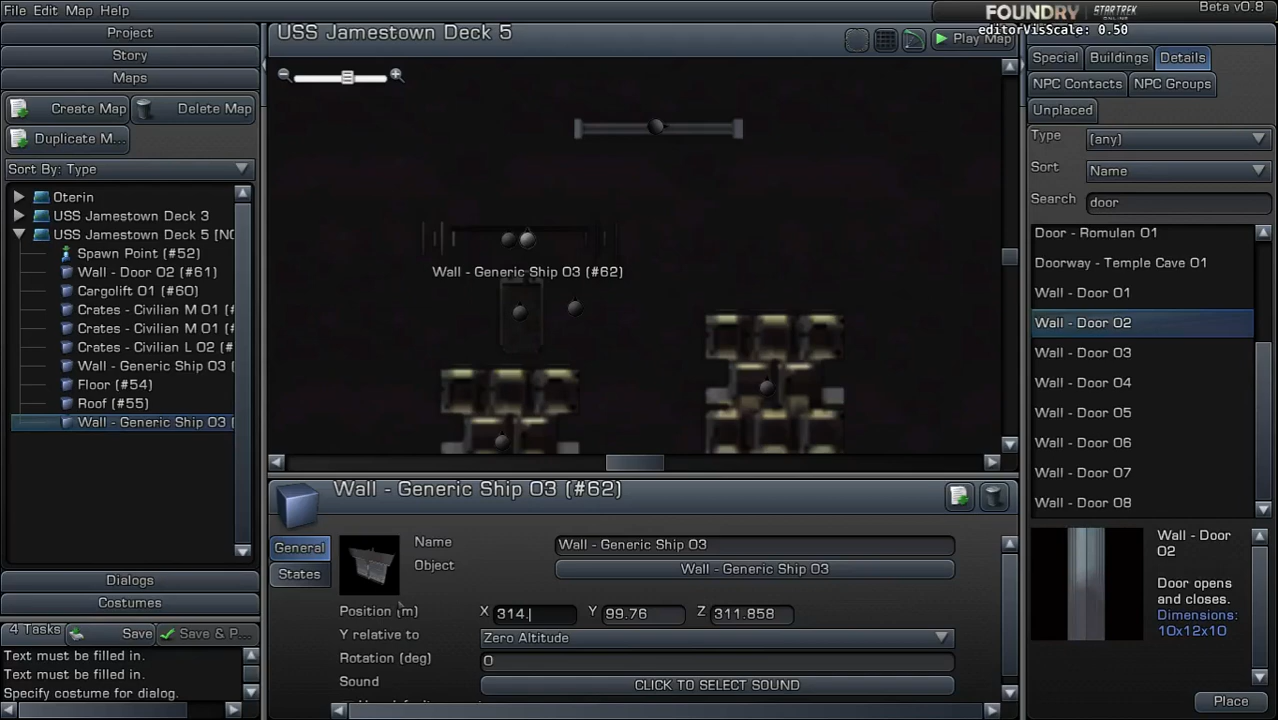 File Edit Map Help
FOUNDRY STAR TREK ONLINE
Beta v0.8
editorVisScale: 0.50
Project
Story
Maps
Create Map
Delete Map
Duplicate M...
Sort By: Type
Oterin
USS Jamestown Deck 3
USS Jamestown Deck 5 [NO
Spawn Point (#52)
Wall - Door 02 (#61)
Cargolift 01 (#60)
Crates - Civilian M 01 (#
Crates - Civilian M 01 (#
Crates - Civilian L 02 (#
Wall - Generic Ship 03 (
Floor (#54)
Roof (#55)
Wall - Generic Ship 03 (
Dialogs
Costumes
4 Tasks
Save
Save & P...
Text must be filled in.
Text must be filled in.
Specify costume for dialog.
USS Jamestown Deck 5
Play Map
Wall - Generic Ship 03 (#62)
Wall - Generic Ship 03 (#62)
General
States
Name
Wall - Generic Ship 03
Object
Wall - Generic Ship 03
Position (m)
X 314. Y 99.76 Z 311.858
Y relative to
Zero Altitude
Rotation (deg)
0
Sound
CLICK TO SELECT SOUND
Special
Buildings
Details
NPC Contacts
NPC Groups
Unplaced
Type
(any)
Sort
Name
Search
door
Door - Romulan 01
Doorway - Temple Cave 01
Wall - Door 01
Wall - Door 02
Wall - Door 03
Wall - Door 04
Wall - Door 05
Wall - Door 06
Wall - Door 07
Wall - Door 08
Wall - Door
02
Door opens
and closes.
Dimensions:
10x12x10
Place